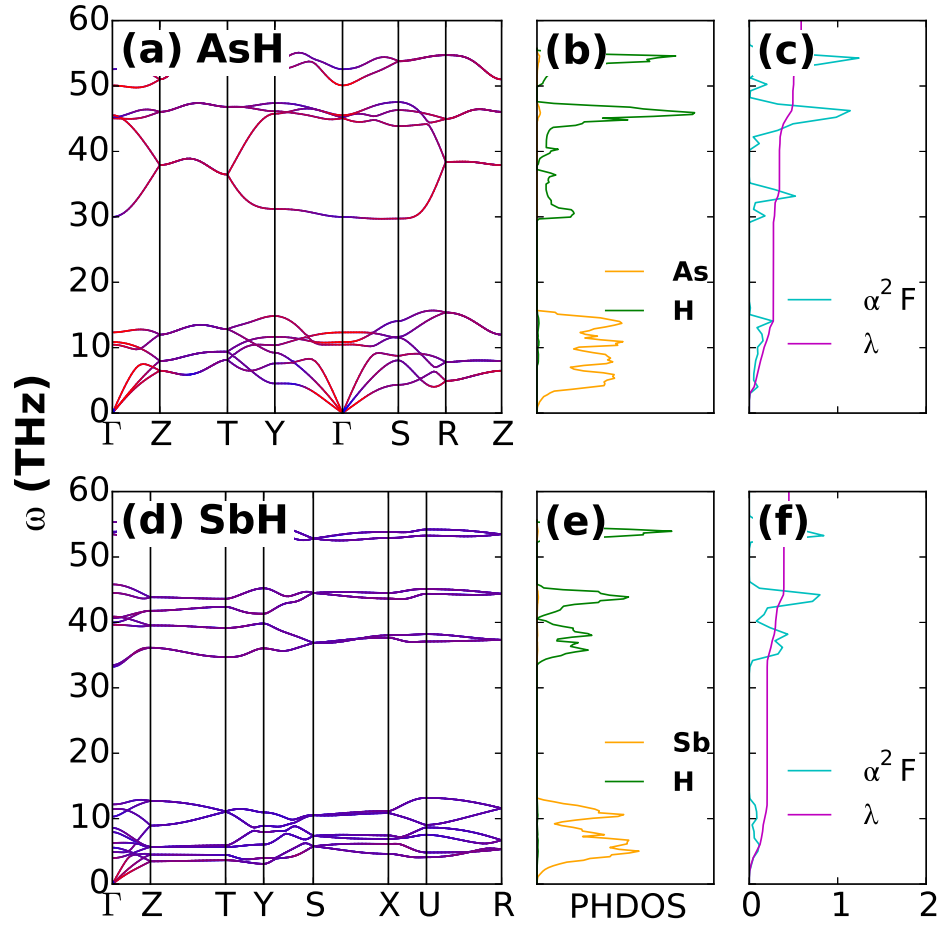 (a) AsH
(b)
(c)
60
50
40
30
20
10
0
As
H
α² F
λ
Γ Z T Y Γ S R Z
ω (THz)
(d) SbH
(e)
(f)
60
50
40
30
20
10
0
Sb
H
α² F
λ
Γ Z T Y S X U R
PHDOS
0 1 2